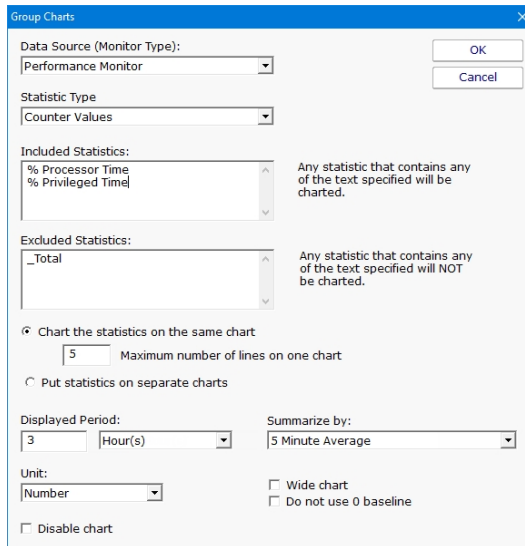 Group Charts
Data Source (Monitor Type):
Performance Monitor
OK
Cancel
Statistic Type
Counter Values
Included Statistics:
% Processor Time
% Privileged Time
Any statistic that contains any
of the text specified will be
charted.
Excluded Statistics:
_Total
Any statistic that contains any
of the text specified will NOT
be charted.
Chart the statistics on the same chart
5 Maximum number of lines on one chart
Put statistics on separate charts
Displayed Period:
3 Hour(s)
Summarize by:
5 Minute Average
Unit:
Number
Wide chart
Do not use 0 baseline
Disable chart